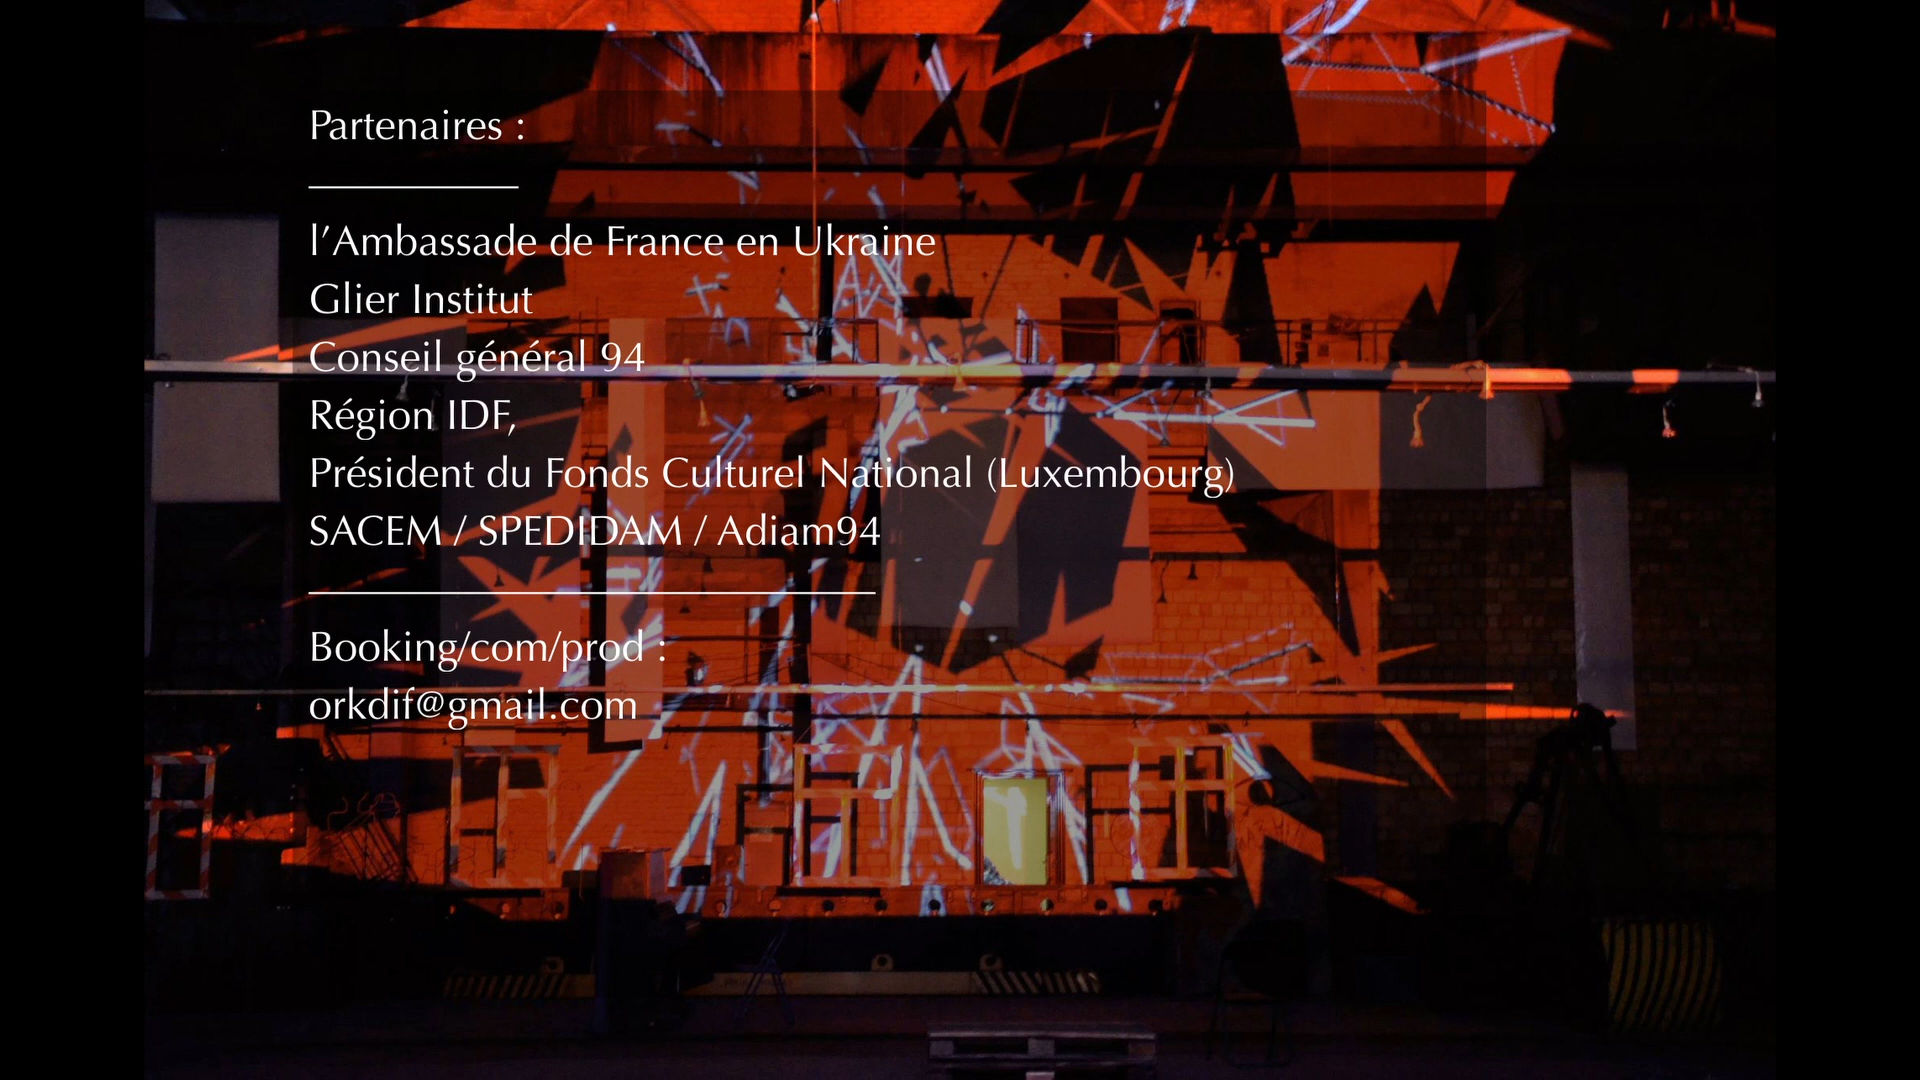 Partenaires :
l’Ambassade de France en Ukraine
Glier Institut
Conseil général 94
Région IDF,
Président du Fonds Culturel National (Luxembourg)
SACEM / SPEDIDAM / Adiam94
Booking/com/prod :
orkdif@gmail.com